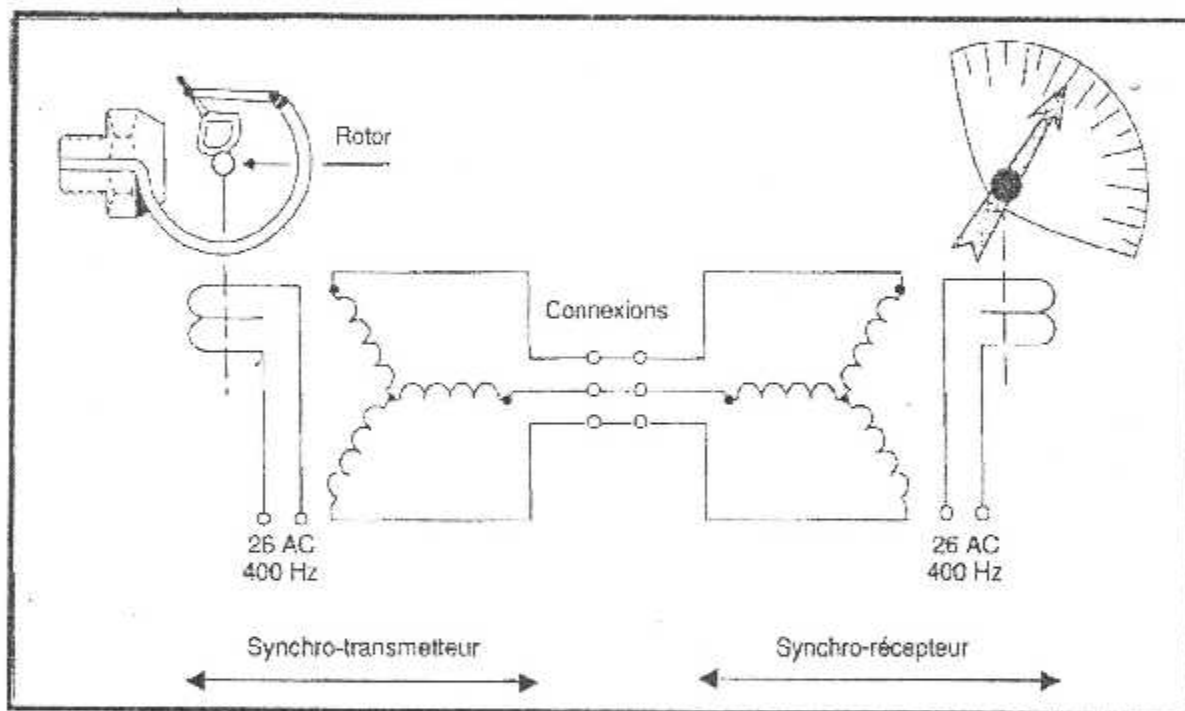 Rotor
Connexions
26 AC
400 Hz
26 AC
400 Hz
Synchro-transmetteur
Synchro-récepteur